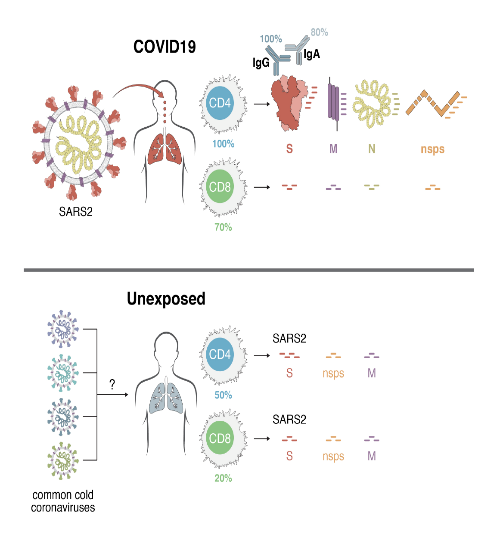 COVID19
100%
80%
IgG
IgA
CD4
100%
S
M
N
nsps
CD8
70%
SARS2
Unexposed
?
CD4
50%
SARS2
S nsps M
CD8
20%
SARS2
S nsps M
common cold
coronaviruses